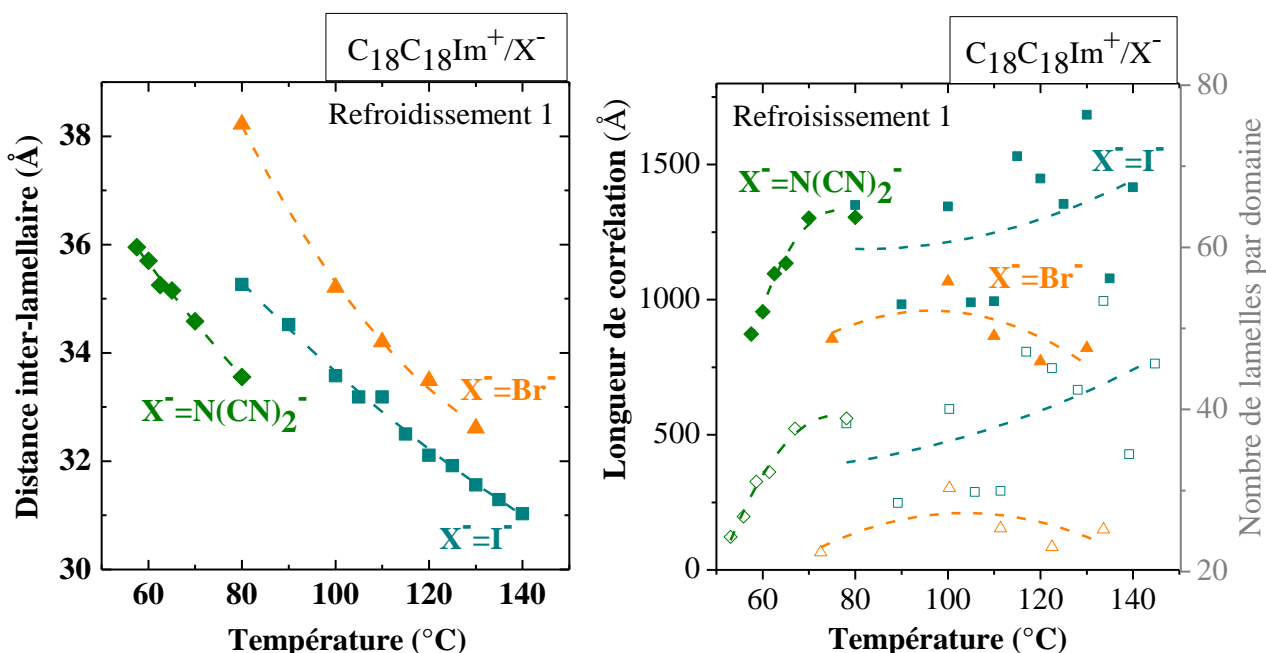 C18C18Im+/X-
Refroidissement 1
Distance inter-lamellaire (Å)
38
36
34
32
30
X-=N(CN)2-
X-=Br-
X-=I-
60 80 100 120 140
Température (°C)
C18C18Im+/X-
Refroisissement 1
Longueur de corrélation (Å)
1500
1000
500
0
X-=N(CN)2-
X-=I-
X-=Br-
80
60
40
20
Nombre de lamelles par domaine
60 80 100 120 140
Température (°C)